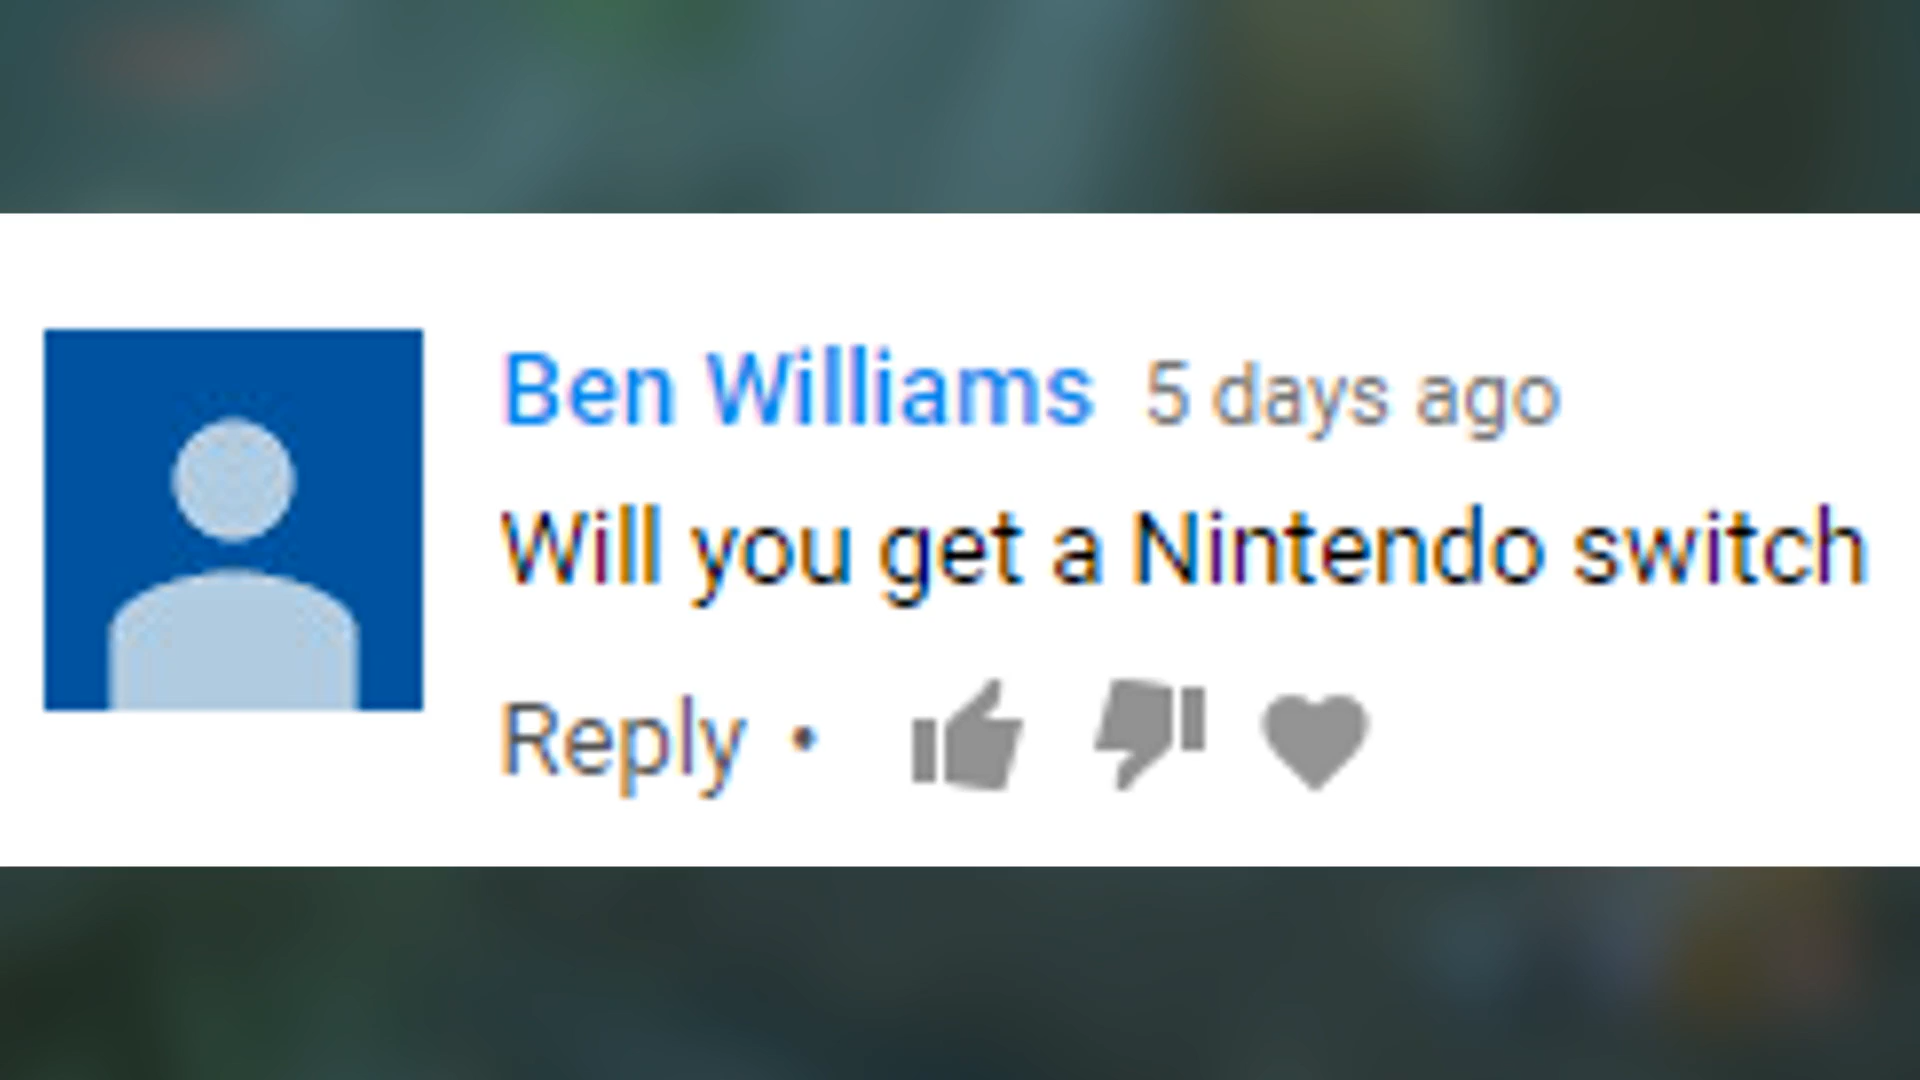 Ben Williams 5 days ago
Will you get a Nintendo switch
Reply •